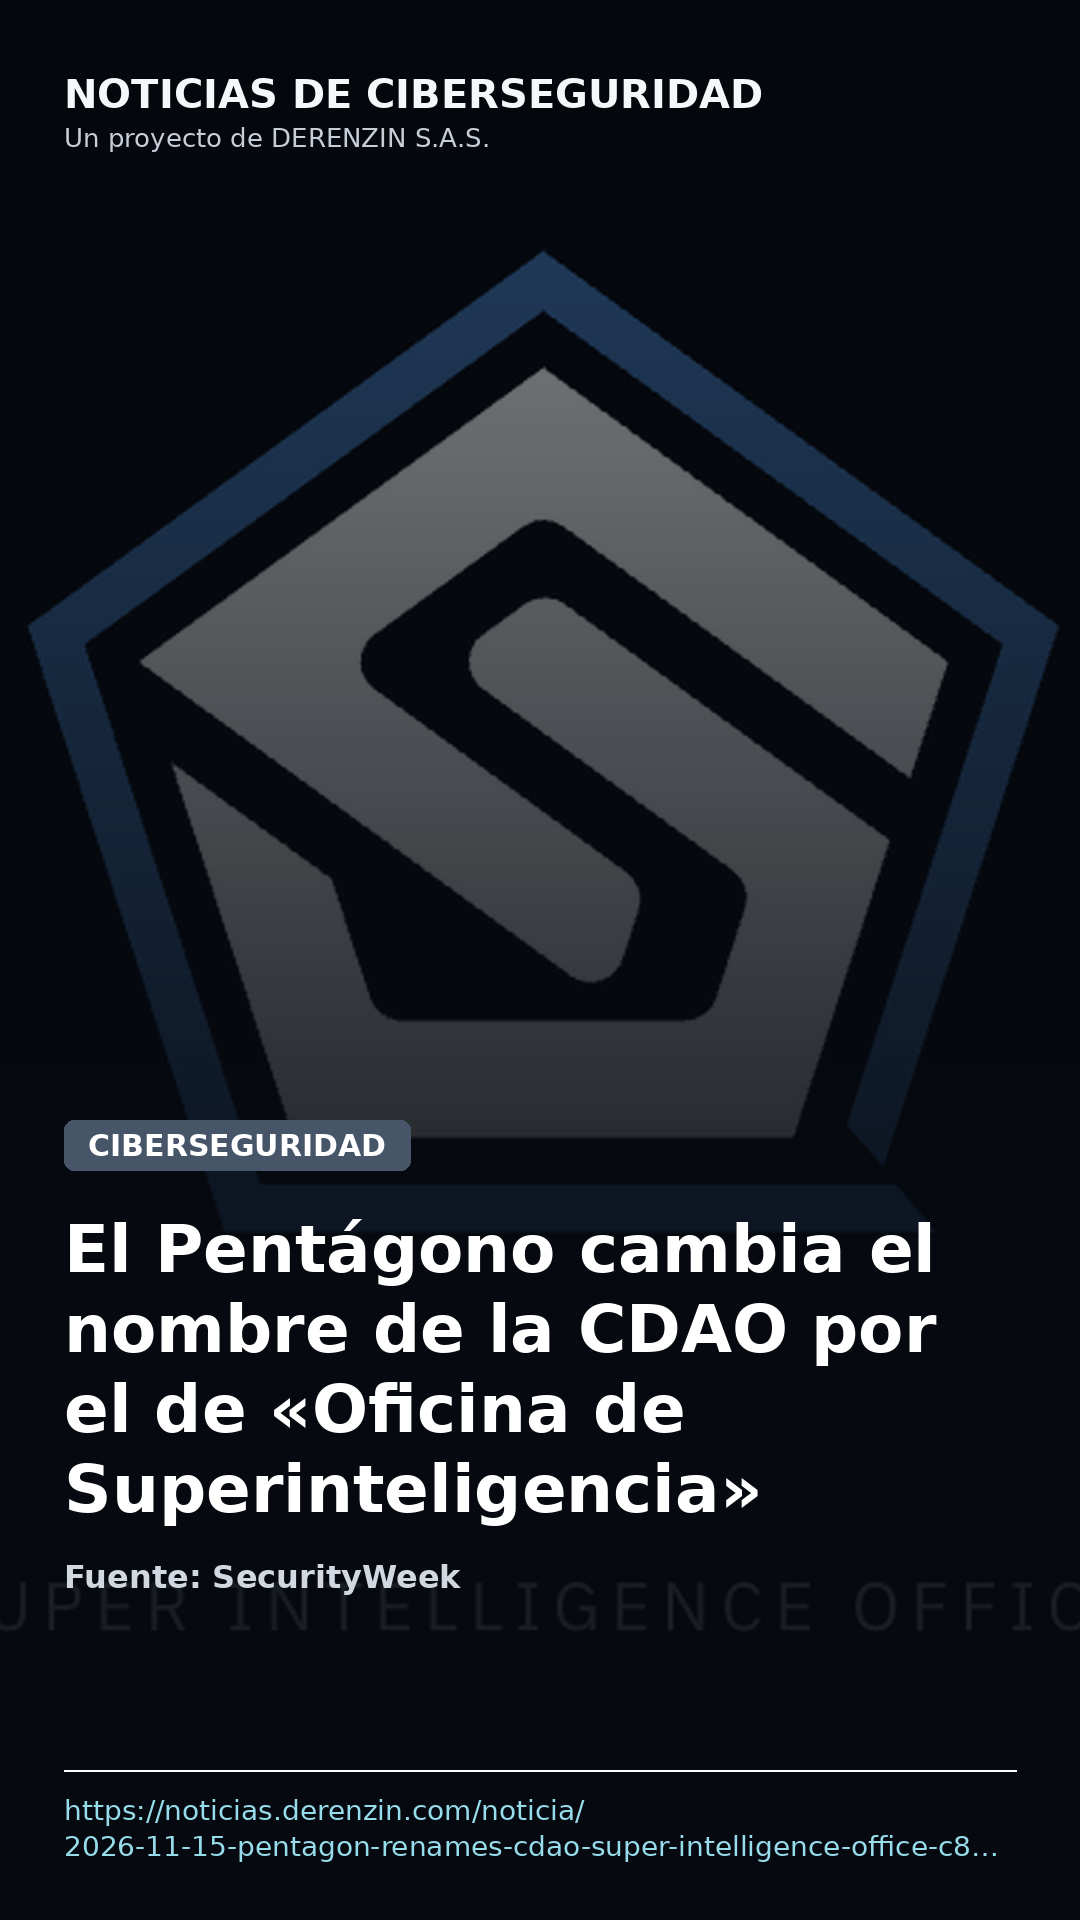 NOTICIAS DE CIBERSEGURIDAD
Un proyecto de DERENZIN S.A.S.
CIBERSEGURIDAD
El Pentágono cambia el
nombre de la CDAO por
el de «Oficina de
Superinteligencia»
Fuente: SecurityWeek
UPER INTELLIGENCE OFFIC
https://noticias.derenzin.com/noticia/
2026-11-15-pentagon-renames-cdao-super-intelligence-office-c8…